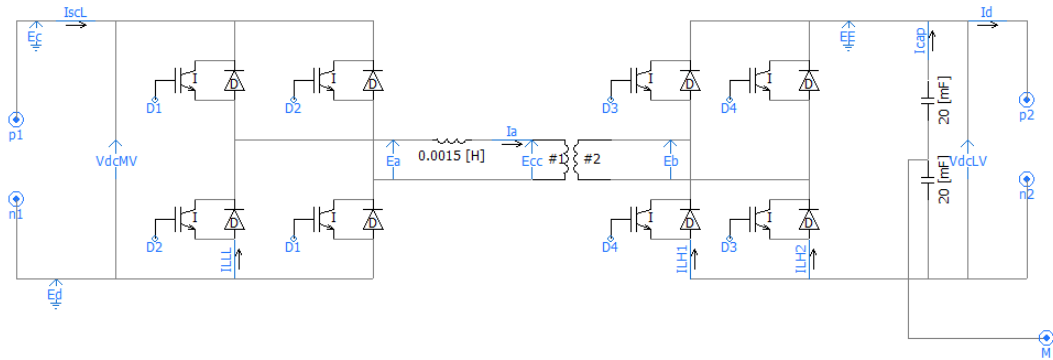 IscL
Ec
EE
Icap
Id
I
D
I
D
I
D
I
D
D1
D2
D3
D4
20 [mF]
p1
p2
VdcMV
Ea
0.0015 [H]
Ia
Ecc
#1
#2
Eb
VdcLV
20 [mF]
n1
n2
I
D
I
D
I
D
I
D
D2
D1
D4
D3
ILLL
ILH1
ILH2
Ed
M